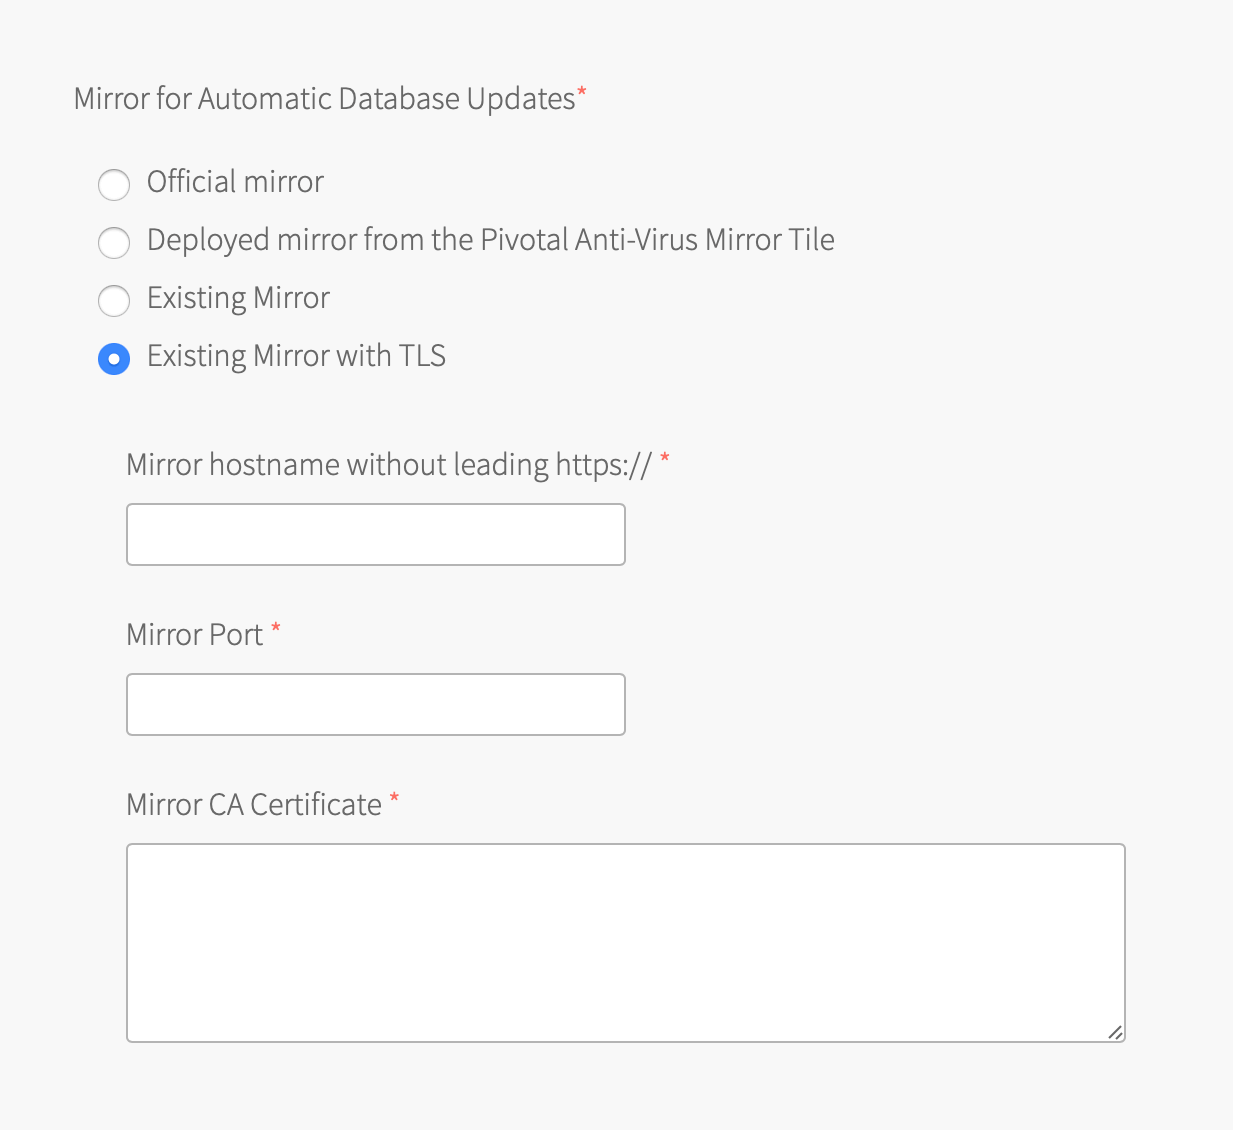 Mirror for Automatic Database Updates*
Official mirror
Deployed mirror from the Pivotal Anti-Virus Mirror Tile
Existing Mirror
Existing Mirror with TLS
Mirror hostname without leading https:// *
Mirror Port *
Mirror CA Certificate *